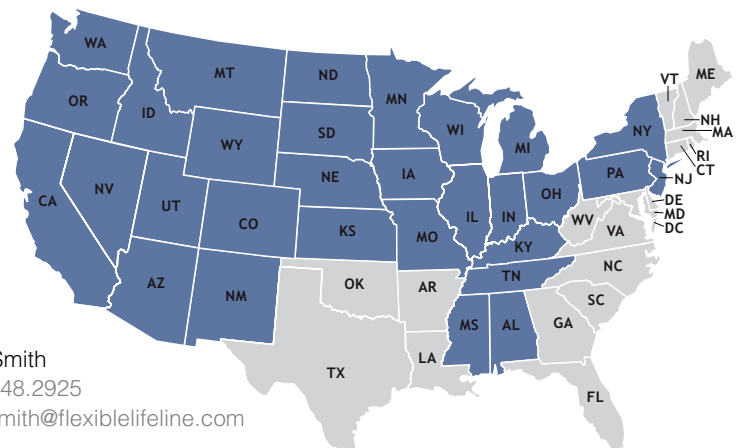 WA
MT
ND
MN
VT
ME
OR
ID
WY
SD
WI
MI
NY
NH
MA
RI
CT
NV
UT
CO
NE
IA
IL
IN
OH
PA
NJ
DE
MD
DC
CA
KS
MO
KY
WV
VA
AZ
NM
OK
AR
TN
NC
SC
MS
AL
GA
TX
LA
FL
Smith
48.2925
mith@flexiblelifeline.com